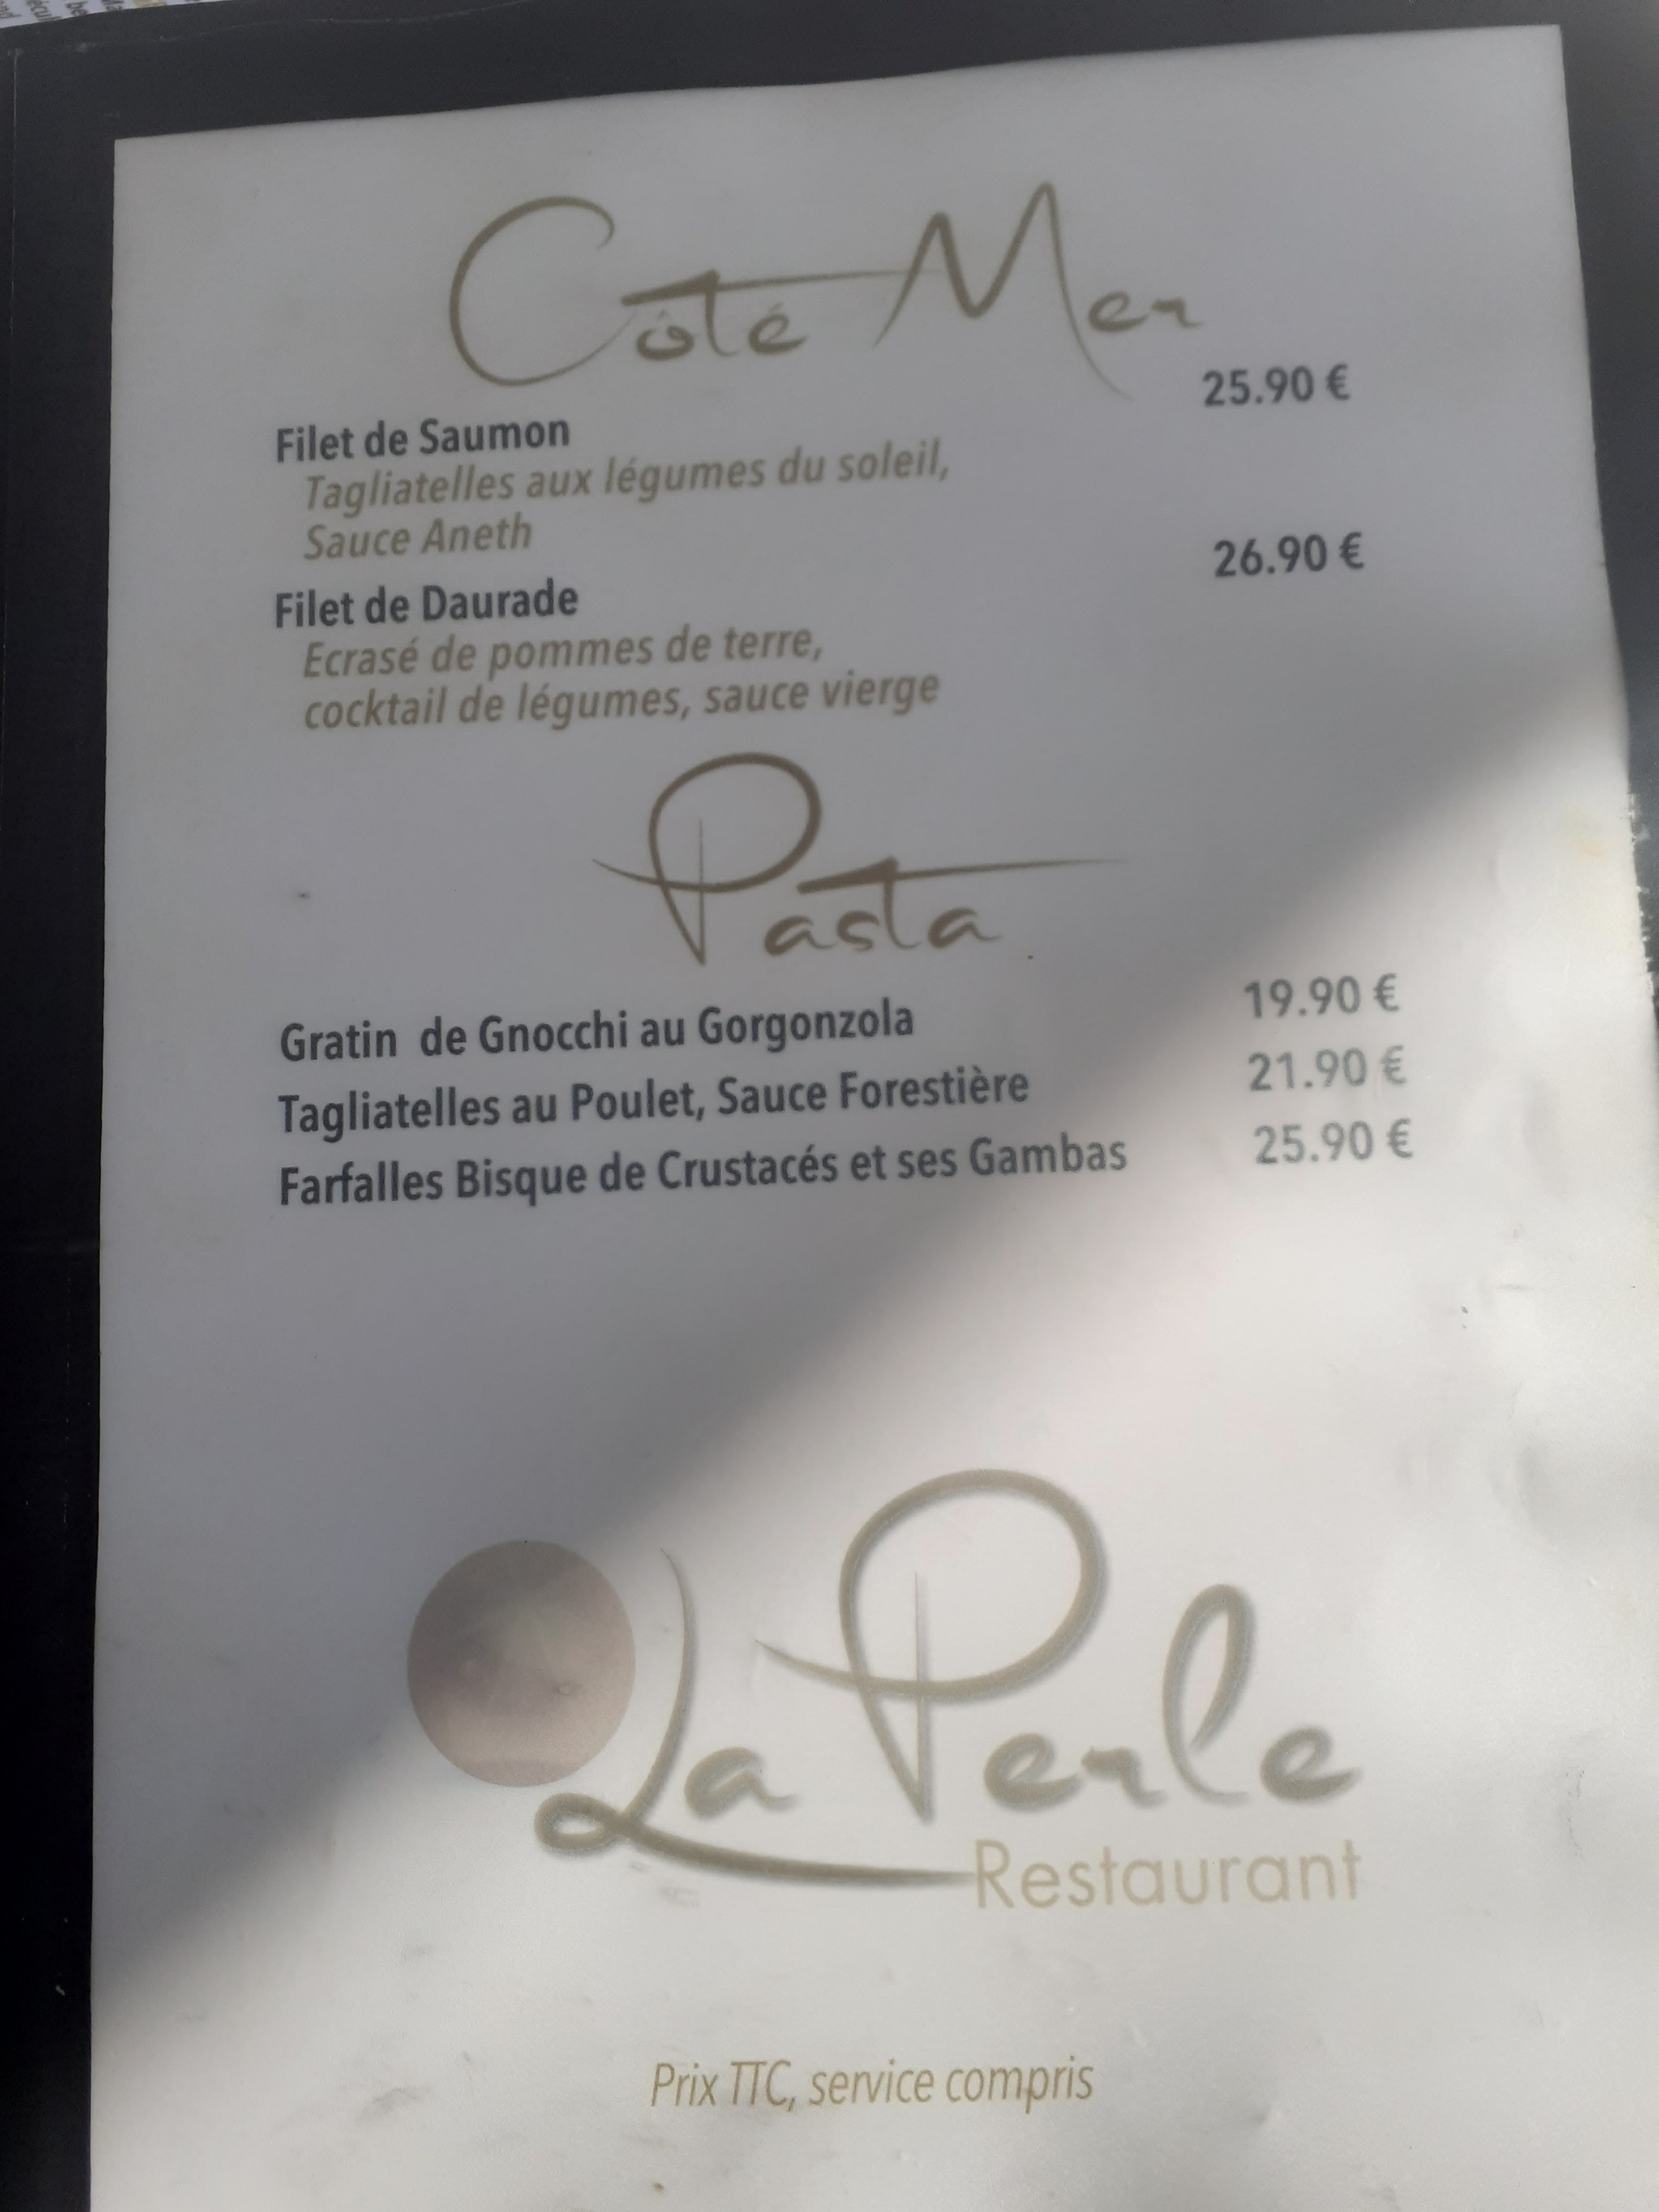 Côté Mer
Filet de Saumon 25.90 €
Tagliatelles aux légumes du soleil,
Sauce Aneth
Filet de Daurade 26.90 €
Ecrasé de pommes de terre,
cocktail de légumes, sauce vierge
Pasta
Gratin de Gnocchi au Gorgonzola 19.90 €
Tagliatelles au Poulet, Sauce Forestière 21.90 €
Farfalles Bisque de Crustacés et ses Gambas 25.90 €
La Perle
Restaurant
Prix TTC, service compris